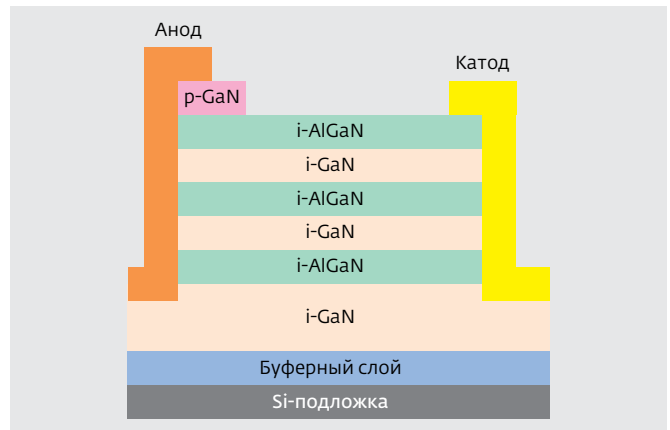 Анод
Катод
p-GaN
i-AlGaN
i-GaN
i-AlGaN
i-GaN
i-AlGaN
i-GaN
Буферный слой
Si-подложка